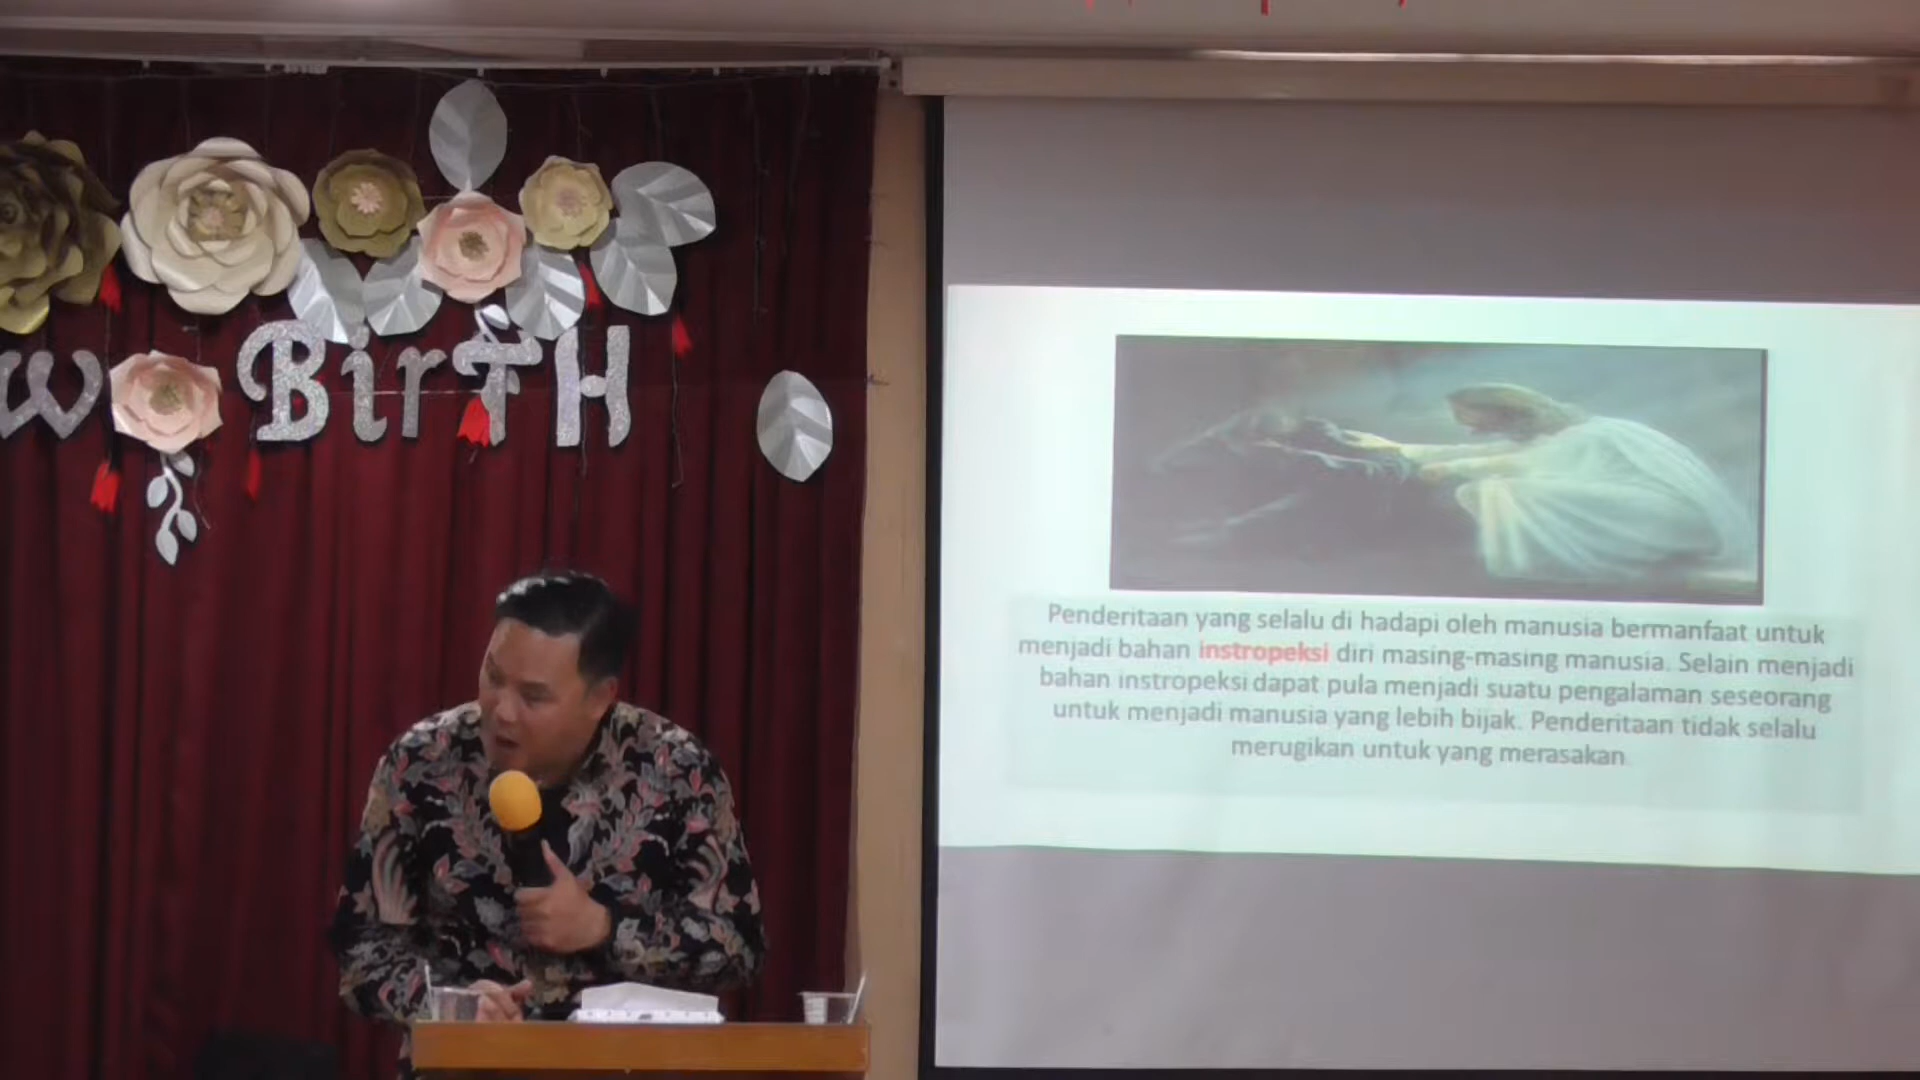 w BirTH
Penderitaan yang selalu di hadapi oleh manusia bermanfaat untuk
menjadi bahan instropeksi diri masing-masing manusia. Selain menjadi
bahan instropeksi dapat pula menjadi suatu pengalaman seseorang
untuk menjadi manusia yang lebih bijak. Penderitaan tidak selalu
merugikan untuk yang merasakan